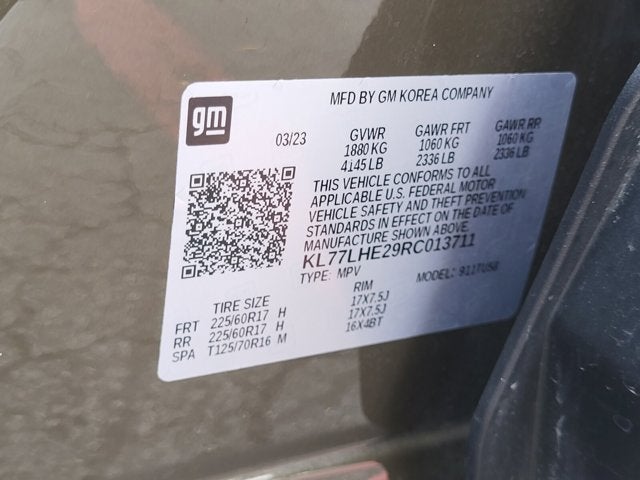 gm
MFD BY GM KOREA COMPANY
03/23 GVWR GAWR FRT GAWR RR
1880 KG 1060 KG 1060 KG
4145 LB 2336 LB 2336 LB
THIS VEHICLE CONFORMS TO ALL
APPLICABLE U.S. FEDERAL MOTOR
VEHICLE SAFETY AND THEFT PREVENTION
STANDARDS IN EFFECT ON THE DATE OF
MANUFACTURE SHOWN ABOVE.
KL77LHE29RC013711
TYPE: MPV MODEL:
TIRE SIZE RIM
FRT 225/60R17 H 17X7.5J
RR 225/60R17 H 17X7.5J
SPA T125/70R16 M 16X4BT